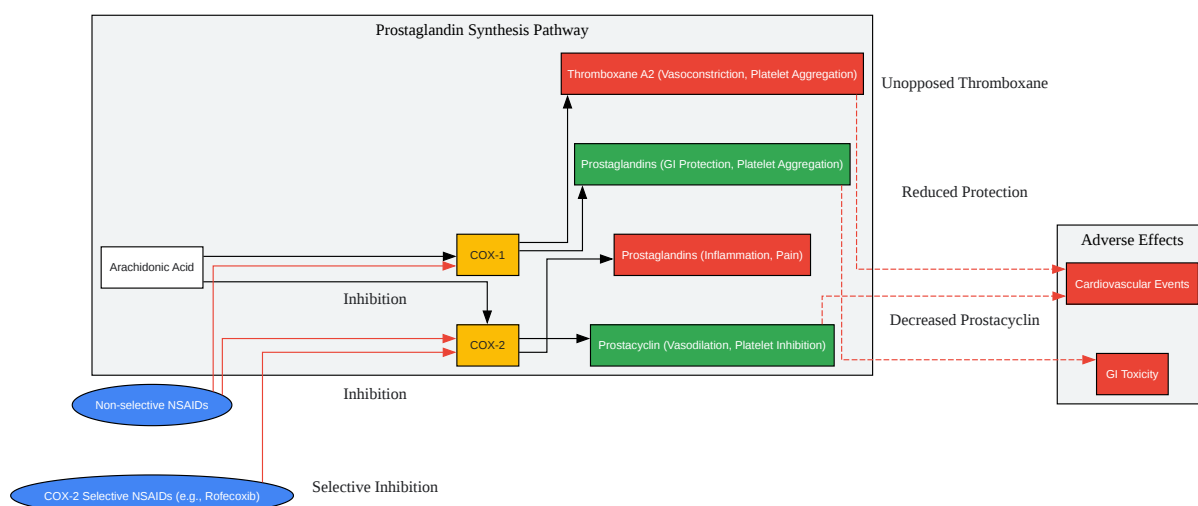 Prostaglandin Synthesis Pathway
Thromboxane A2 (Vasoconstriction, Platelet Aggregation)
Unopposed Thromboxane
Prostaglandins (GI Protection, Platelet Aggregation)
Reduced Protection
Adverse Effects
COX-1
Prostaglandins (Inflammation, Pain)
Arachidonic Acid
Cardiovascular Events
Inhibition
Decreased Prostacyclin
COX-2
Prostacyclin (Vasodilation, Platelet Inhibition)
GI Toxicity
Inhibition
Non-selective NSAIDs
Selective Inhibition
COX-2 Selective NSAIDs (e.g., Rofecoxib)